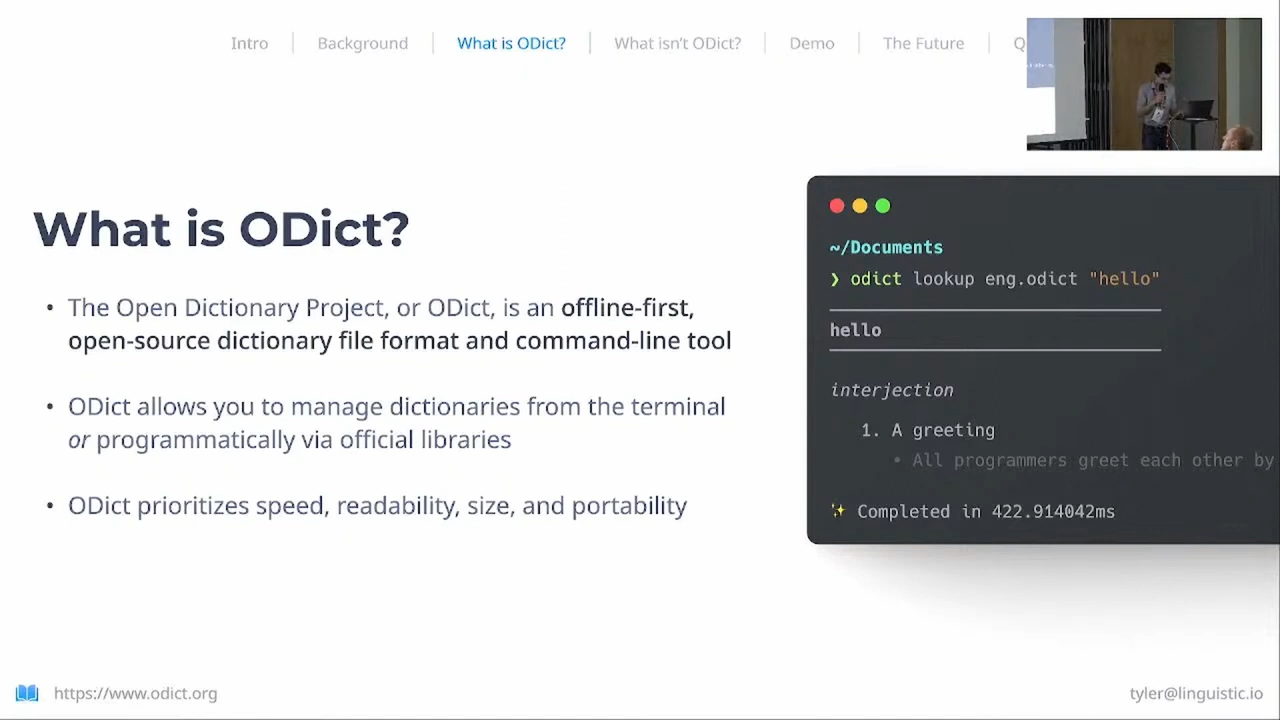 Intro
Background
What is ODict?
What isn't ODict?
Demo
The Future
What is ODict?
• The Open Dictionary Project, or ODict, is an offline-first,
open-source dictionary file format and command-line tool
• ODict allows you to manage dictionaries from the terminal
or programmatically via official libraries
• ODict prioritizes speed, readability, size, and portability
~/Documents
❯ odict lookup eng.odict "hello"
hello
interjection
1. A greeting
• All programmers greet each other by
✨ Completed in 422.914042ms
https://www.odict.org
tyler@linguistic.io